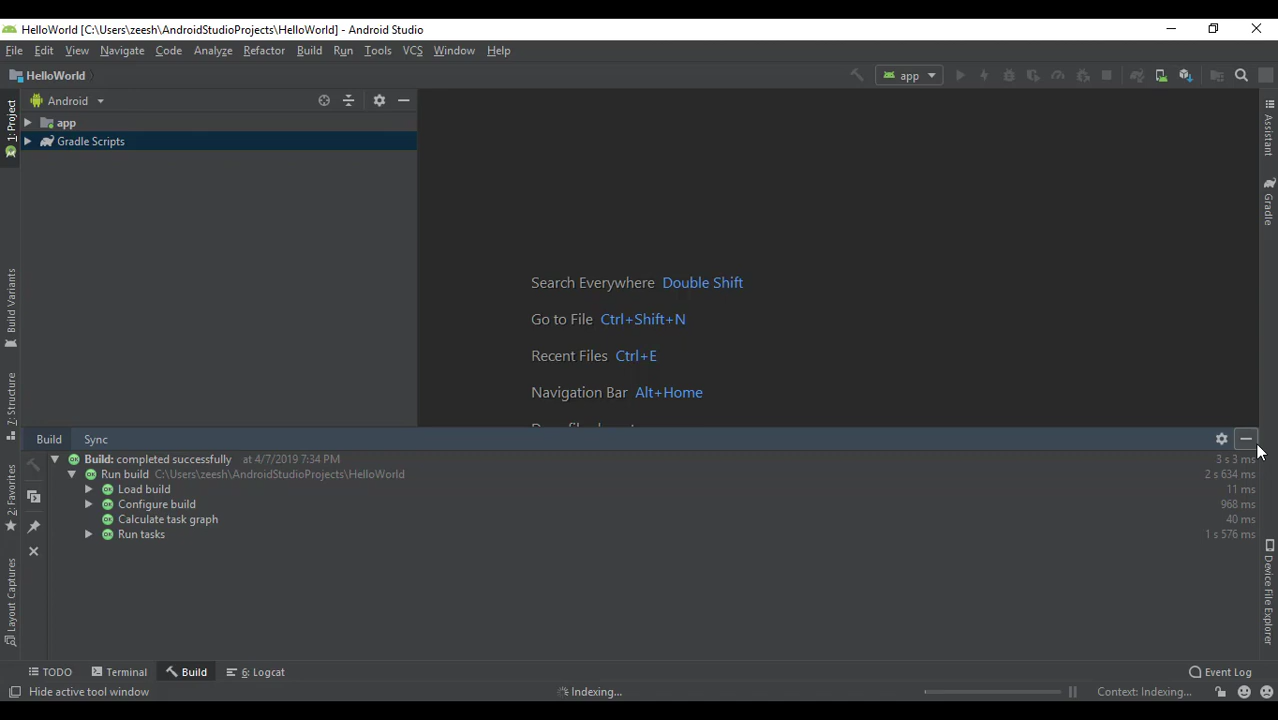 HelloWorld [C:\Users\zeesh\AndroidStudioProjects\HelloWorld] - Android Studio
File Edit View Navigate Code Analyze Refactor Build Run Tools VCS Window Help
HelloWorld
app
Android
app
Gradle Scripts
1: Project
Build Variants
7: Structure
2: Favorites
Layout Captures
Assistant
Gradle
Device File Explorer
Search Everywhere Double Shift
Go to File Ctrl+Shift+N
Recent Files Ctrl+E
Navigation Bar Alt+Home
Build Sync
Build: completed successfully at 4/7/2019 7:34 PM 3 s 3 ms
Run build C:\Users\zeesh\AndroidStudioProjects\HelloWorld 2 s 634 ms
Load build 11 ms
Configure build 968 ms
Calculate task graph 40 ms
Run tasks 1 s 576 ms
TODO Terminal Build 6: Logcat Event Log
Hide active tool window Indexing... Context: Indexing...